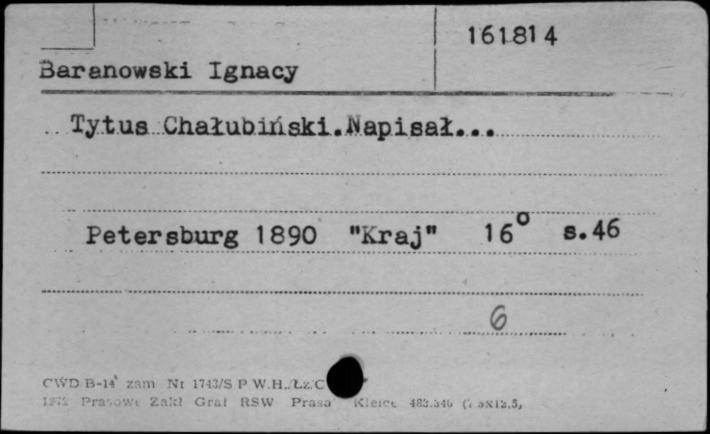 161814
Baranowski Ignacy
Tytus Chałubiński.Napisał...
Petersburg 1890 "Kraj" 16° s.46
6
CWD B-14 zam Nr 1743/S P W.H./Łz/C
Prasowe Zakł Graf RSW Prasa Kielce